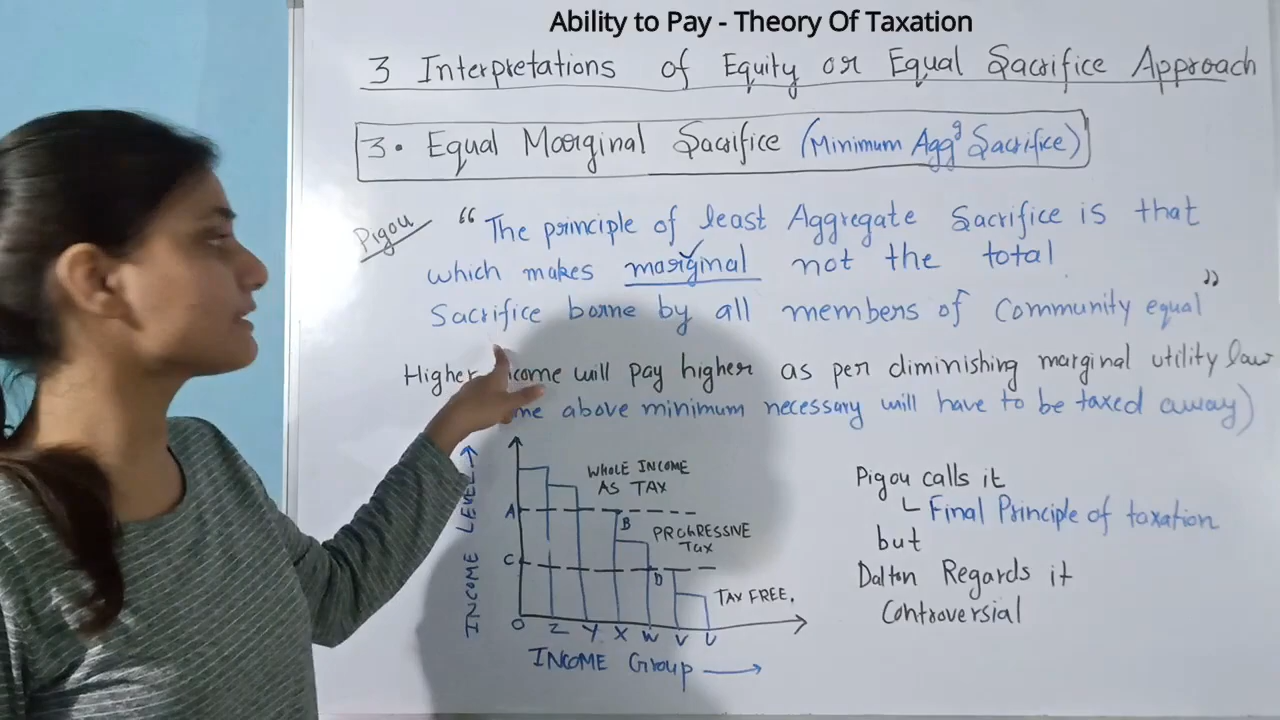 Ability to Pay - Theory Of Taxation
3 Interpretations of Equity or Equal Sacrifice Approach
3. Equal Marginal Sacrifice (Minimum Aggᵍ Sacrifice)
Pigou
"The principle of least Aggregate Sacrifice is that
which makes marginal not the total
Sacrifice borne by all members of Community equal"
Higher will pay higher as per diminishing marginal utility law
above minimum necessary will have to be taxed away)
INCOME LEVEL →
WHOLE INCOME
AS TAX
A
B
PROGRESSIVE
Tax
C
D
TAX FREE.
O Z Y X W V U
INCOME Group →
Pigou calls it
Final Principle of taxation
but
Dalton Regards it
Controversial